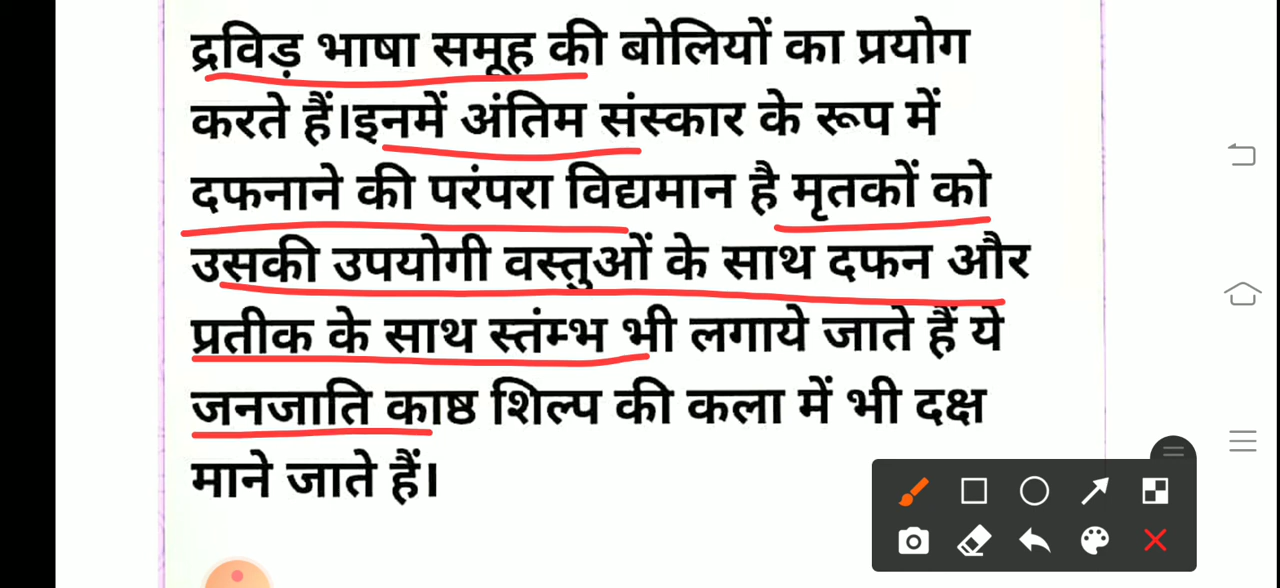 द्रविड़ भाषा समूह की बोलियों का प्रयोग
करते हैं।इनमें अंतिम संस्कार के रूप में
दफनाने की परंपरा विद्यमान है मृतकों को
उसकी उपयोगी वस्तुओं के साथ दफन और
प्रतीक के साथ स्तंम्भ भी लगाये जाते हैं ये
जनजाति काष्ठ शिल्प की कला में भी दक्ष
माने जाते हैं।